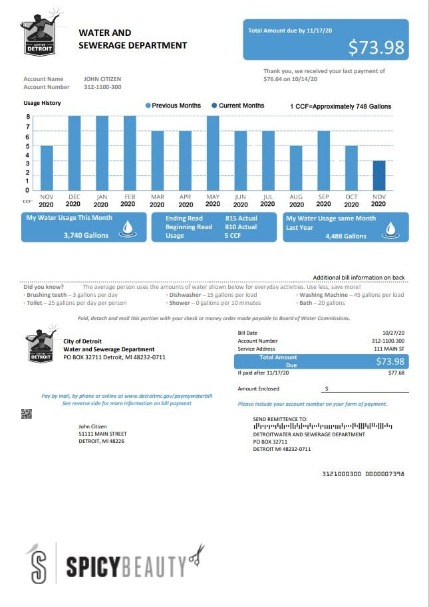 WATER AND
SEWERAGE DEPARTMENT
DETROIT
Total Amount due by 11/17/20
$73.98
Thank you, we received your last payment of
$76.64 on 10/14/20
Account Name JOHN CITIZEN
Account Number 312-1100-300
Usage History
Previous Months Current Months 1 CCF=Approximately 748 Gallons
8
7
6
5
4
3
2
1
0
CCF
NOV DEC JAN FEB MAR APR MAY JUN JUL AUG SEP OCT NOV
2020 2020 2020 2020 2020 2020 2020 2020 2020 2020 2020 2020 2020
My Water Usage This Month
3,740 Gallons
Ending Read 815 Actual
Beginning Read 810 Actual
Usage 5 CCF
My Water Usage same Month
Last Year
4,488 Gallons
Additional bill information on back
Did you know? The average person uses the amounts of water shown below for everyday activities. Use less, save more!
· Brushing teeth – 3 gallons per day · Dishwasher – 15 gallons per load · Washing Machine – 45 gallons per load
· Toilet – 25 gallons per day per person · Shower – 0 gallons per 10 minutes · Bath – 20 gallons
Fold, detach and mail this portion with your check or money order made payable to Board of Water Commissions.
DETROIT
City of Detroit
Water and Sewerage Department
PO BOX 32711 Detroit, MI 48232-0711
Bill Date 10/27/20
Account Number 312-1100.300
Service Address 111 MAIN ST
Total Amount
Due
$73.98
If paid after 11/17/20 $77.68
Amount Enclosed $
Pay by mail, by phone or online at www.detroitmi.gov/paymywaterbill
See reverse side for more information on bill payment
Please include your account number on your form of payment.
John Citizen
51111 MAIN STREET
DETROIT, MI 48226
SEND REMITTENCE TO:
DETROITWATER AND SEWERAGE DEPARTMENT
PO BOX 32711
DETROIT MI 48232-0711
3121000300 0000007398
S
SPICYBEAUTY